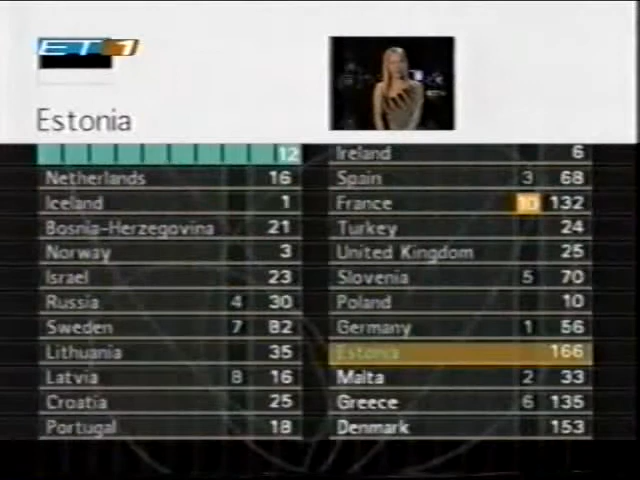 ET1
Estonia
12
Netherlands 16
Iceland 1
Bosnia-Herzegovina 21
Norway 3
Israel 23
Russia 4 30
Sweden 7 82
Lithuania 35
Latvia 8 16
Croatia 25
Portugal 18
Ireland 6
Spain 3 68
France 10 132
Turkey 24
United Kingdom 25
Slovenia 5 70
Poland 10
Germany 1 56
Estonia 166
Malta 2 33
Greece 6 135
Denmark 153